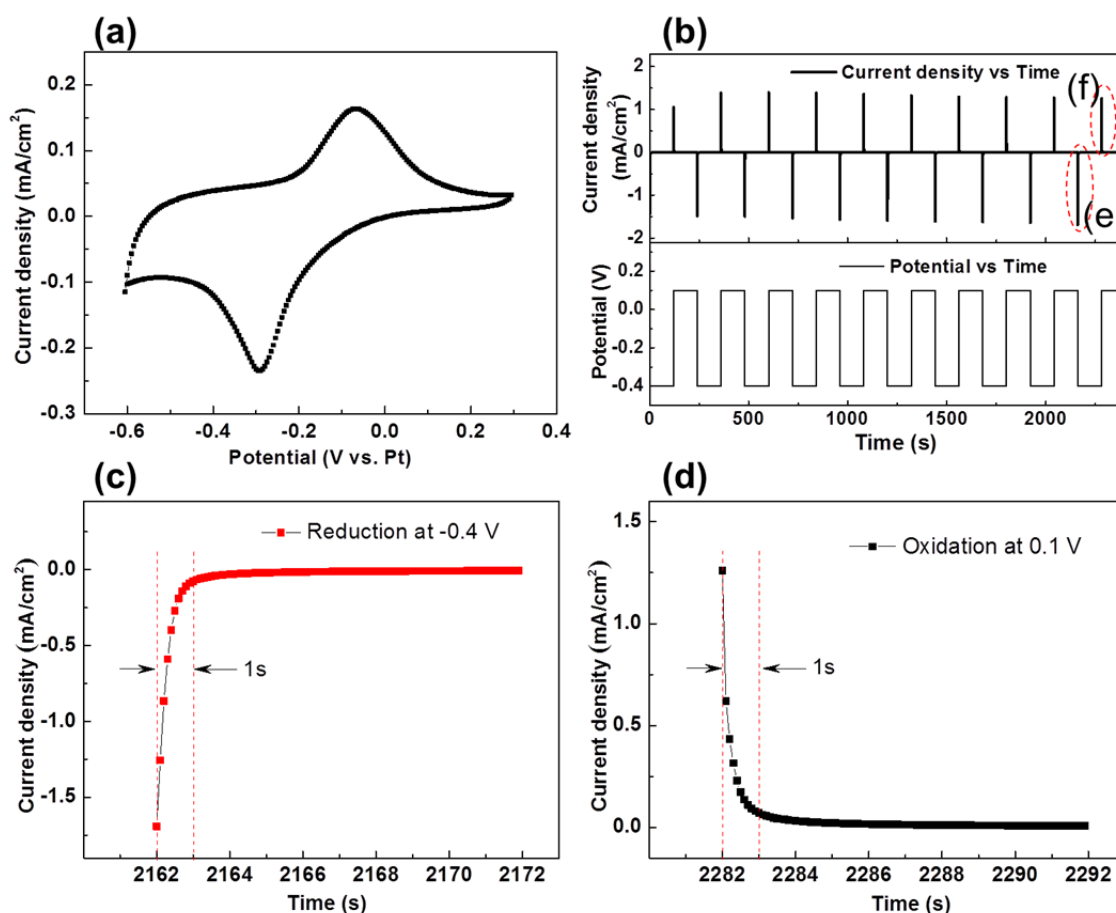 (a)
Current density (mA/cm²)
0.2
0.1
0.0
-0.1
-0.2
-0.3
-0.6
-0.4
-0.2
0.0
0.2
0.4
Potential (V vs. Pt)
(b)
Current density
(mA/cm²)
2
1
0
-1
-2
Current density vs Time
(f)
(e
Potential (V)
0.2
0.0
-0.2
-0.4
Potential vs Time
0
500
1000
1500
2000
Time (s)
(c)
Current density (mA/cm²)
0.0
-0.5
-1.0
-1.5
Reduction at -0.4 V
1s
2162
2164
2166
2168
2170
2172
Time (s)
(d)
Current density (mA/cm²)
1.5
1.0
0.5
0.0
Oxidation at 0.1 V
1s
2282
2284
2286
2288
2290
2292
Time (s)